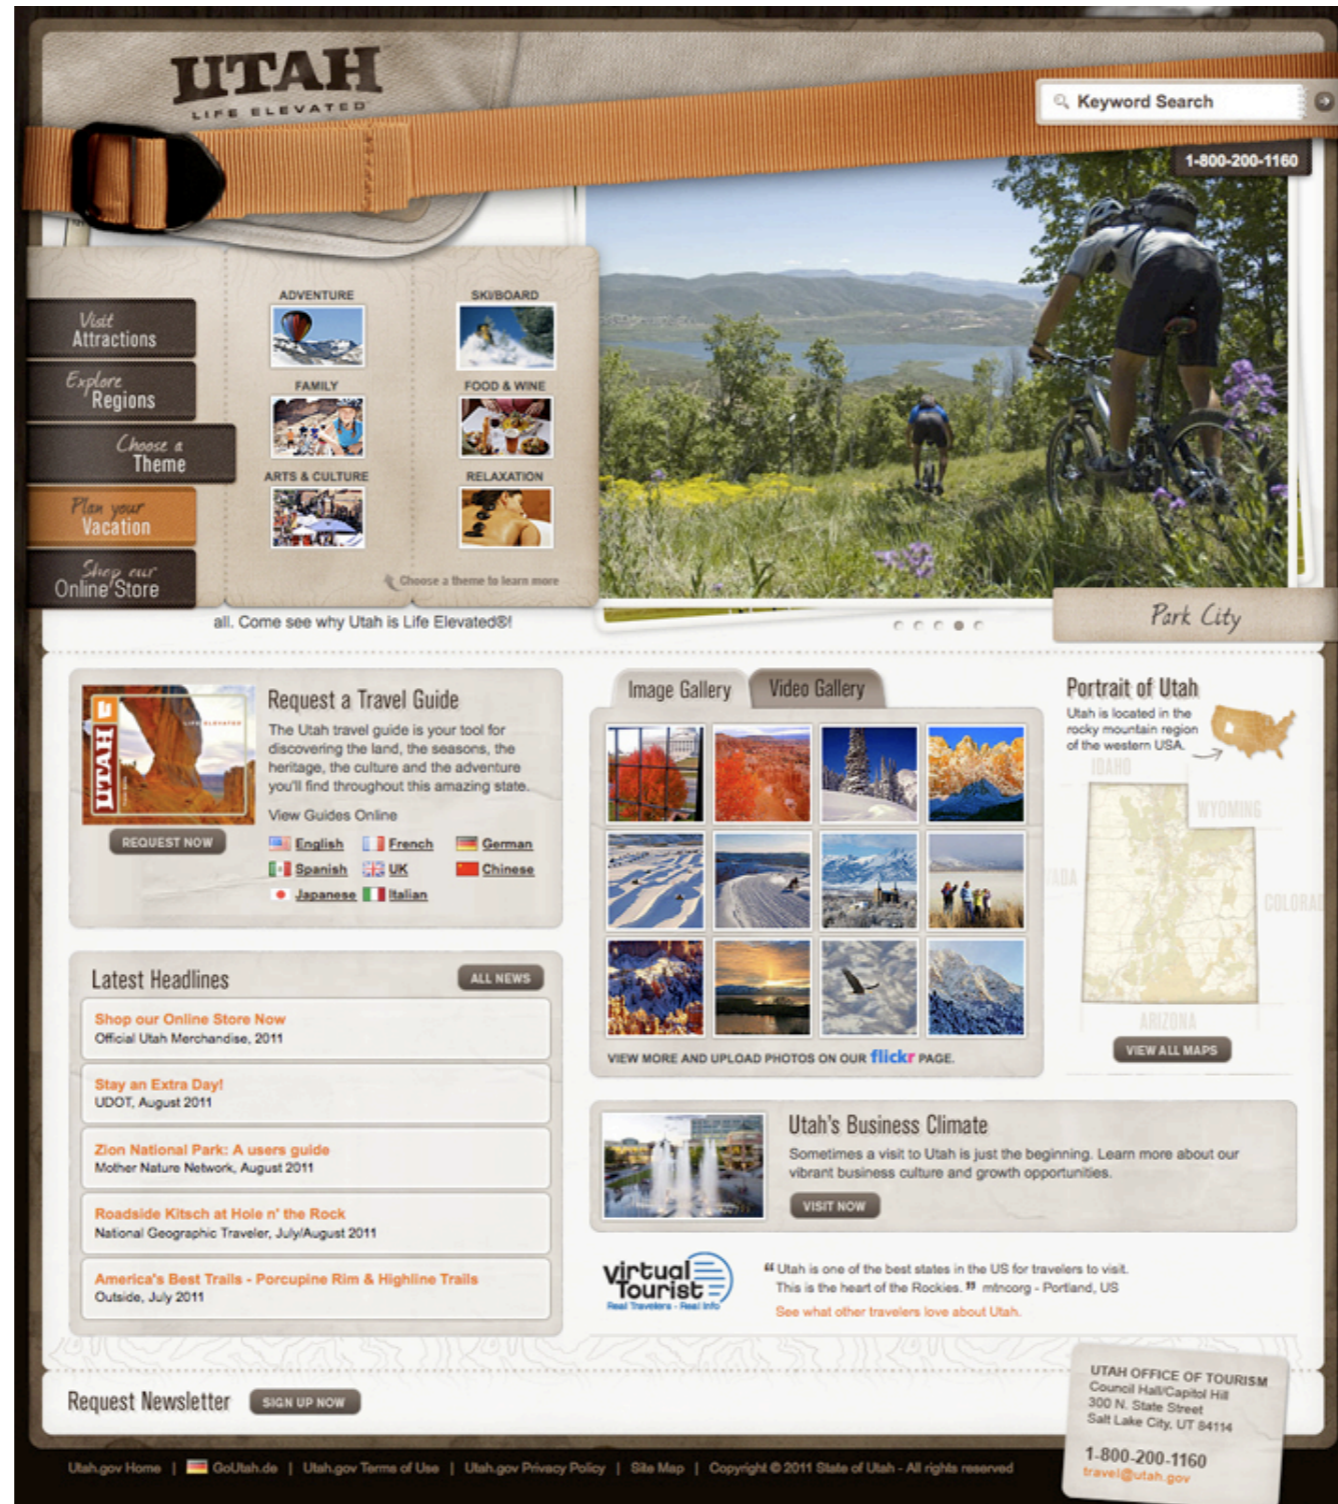 UTAH
LIFE ELEVATED
Keyword Search
1-800-200-1160
Visit
Attractions
Explore
Regions
Choose a
Theme
Plan your
Vacation
Shop our
Online Store
ADVENTURE
SKI/BOARD
FAMILY
FOOD & WINE
ARTS & CULTURE
RELAXATION
Choose a theme to learn more
all. Come see why Utah is Life Elevated®!
Park City
UTAH
LIFE ELEVATED
REQUEST NOW
Request a Travel Guide
The Utah travel guide is your tool for
discovering the land, the seasons, the
heritage, the culture and the adventure
you'll find throughout this amazing state.
View Guides Online
English
French
German
Spanish
UK
Chinese
Japanese
Italian
Latest Headlines
ALL NEWS
Shop our Online Store Now
Official Utah Merchandise, 2011
Stay an Extra Day!
UDOT, August 2011
Zion National Park: A users guide
Mother Nature Network, August 2011
Roadside Kitsch at Hole n' the Rock
National Geographic Traveler, July/August 2011
America's Best Trails - Porcupine Rim & Highline Trails
Outside, July 2011
Image Gallery
Video Gallery
VIEW MORE AND UPLOAD PHOTOS ON OUR flickr PAGE.
Portrait of Utah
Utah is located in the
rocky mountain region
of the western USA.
IDAHO
WYOMING
ADA
COLORAD
ARIZONA
VIEW ALL MAPS
Utah's Business Climate
Sometimes a visit to Utah is just the beginning. Learn more about our
vibrant business culture and growth opportunities.
VISIT NOW
virtual
Tourist
Real Travelers - Real Info
“ Utah is one of the best states in the US for travelers to visit.
This is the heart of the Rockies. ” mtncorg - Portland, US
See what other travelers love about Utah.
Request Newsletter
SIGN UP NOW
UTAH OFFICE OF TOURISM
Council Hall/Capitol Hill
300 N. State Street
Salt Lake City, UT 84114
1-800-200-1160
travel@utah.gov
Utah.gov Home | GoUtah.de | Utah.gov Terms of Use | Utah.gov Privacy Policy | Site Map | Copyright © 2011 State of Utah - All rights reserved